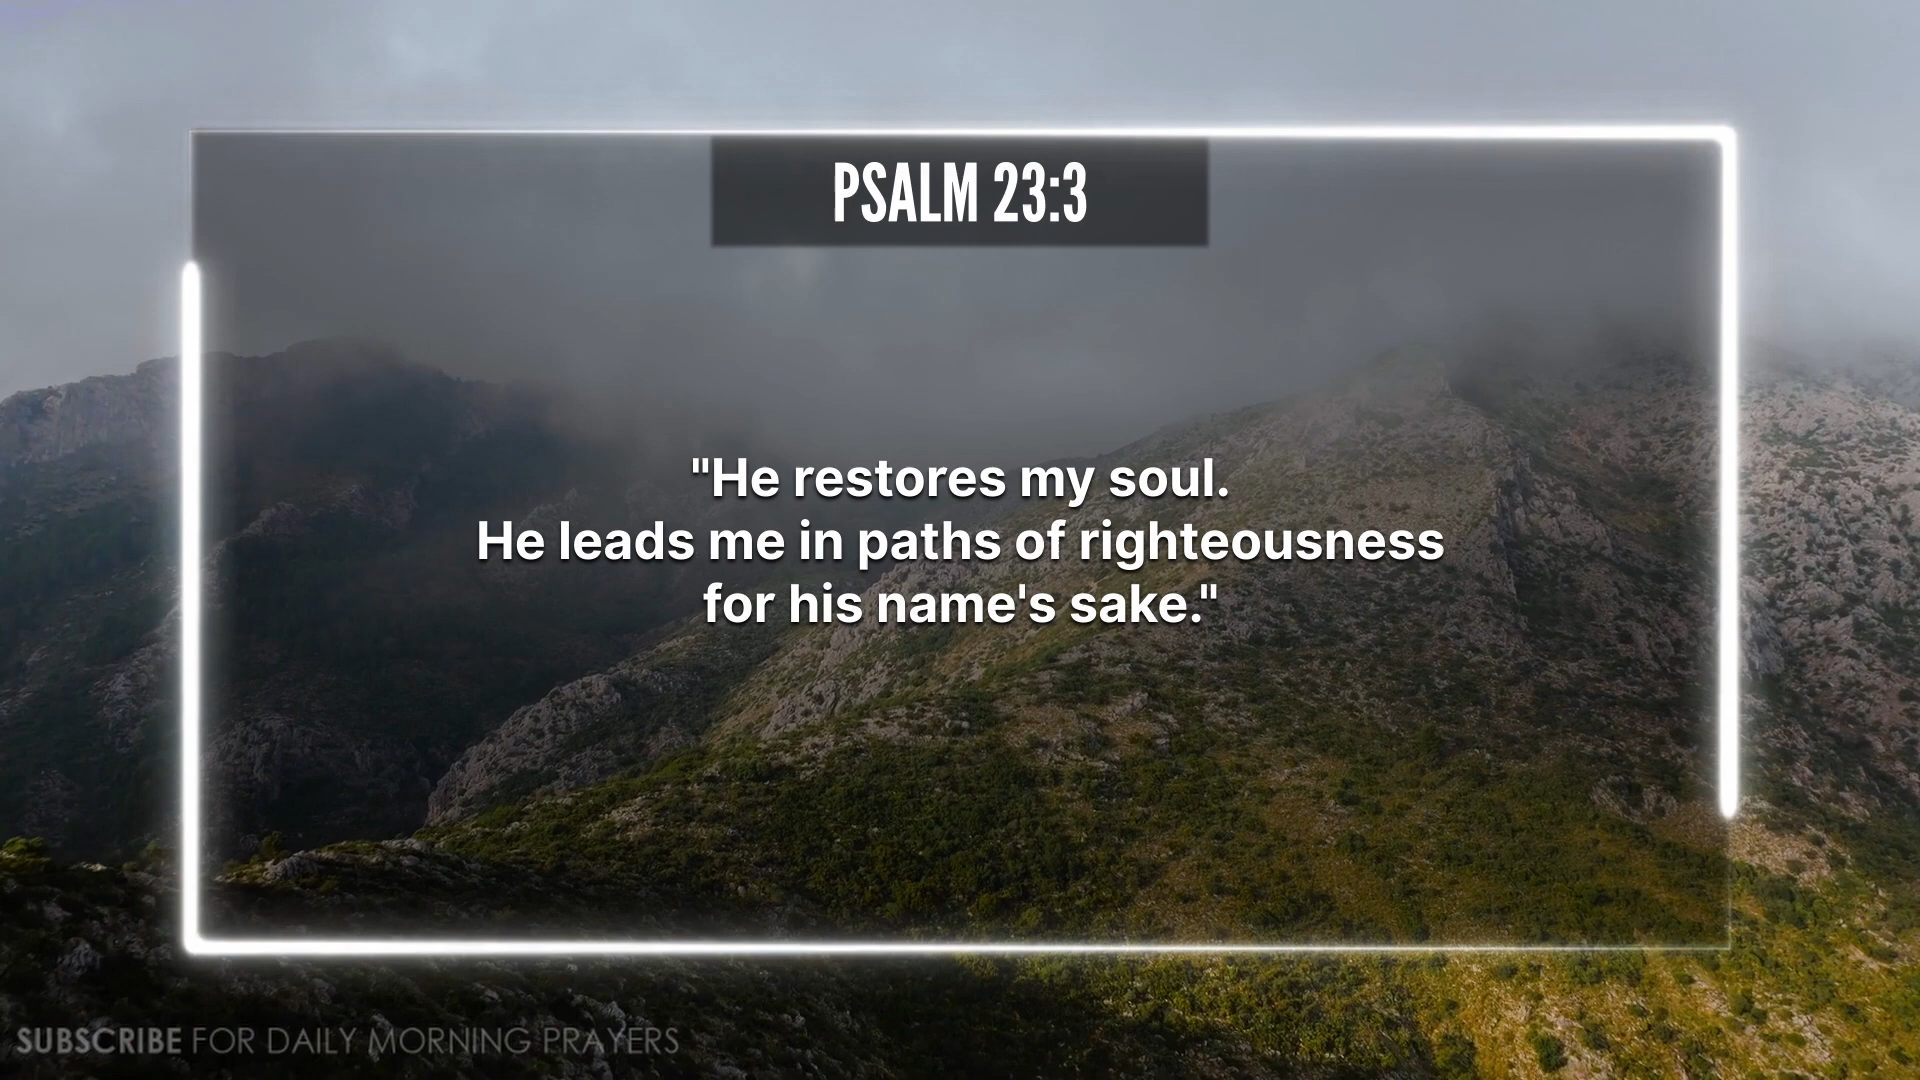 PSALM 23:3
"He restores my soul.
He leads me in paths of righteousness
for his name's sake."
SUBSCRIBE FOR DAILY MORNING PRAYERS